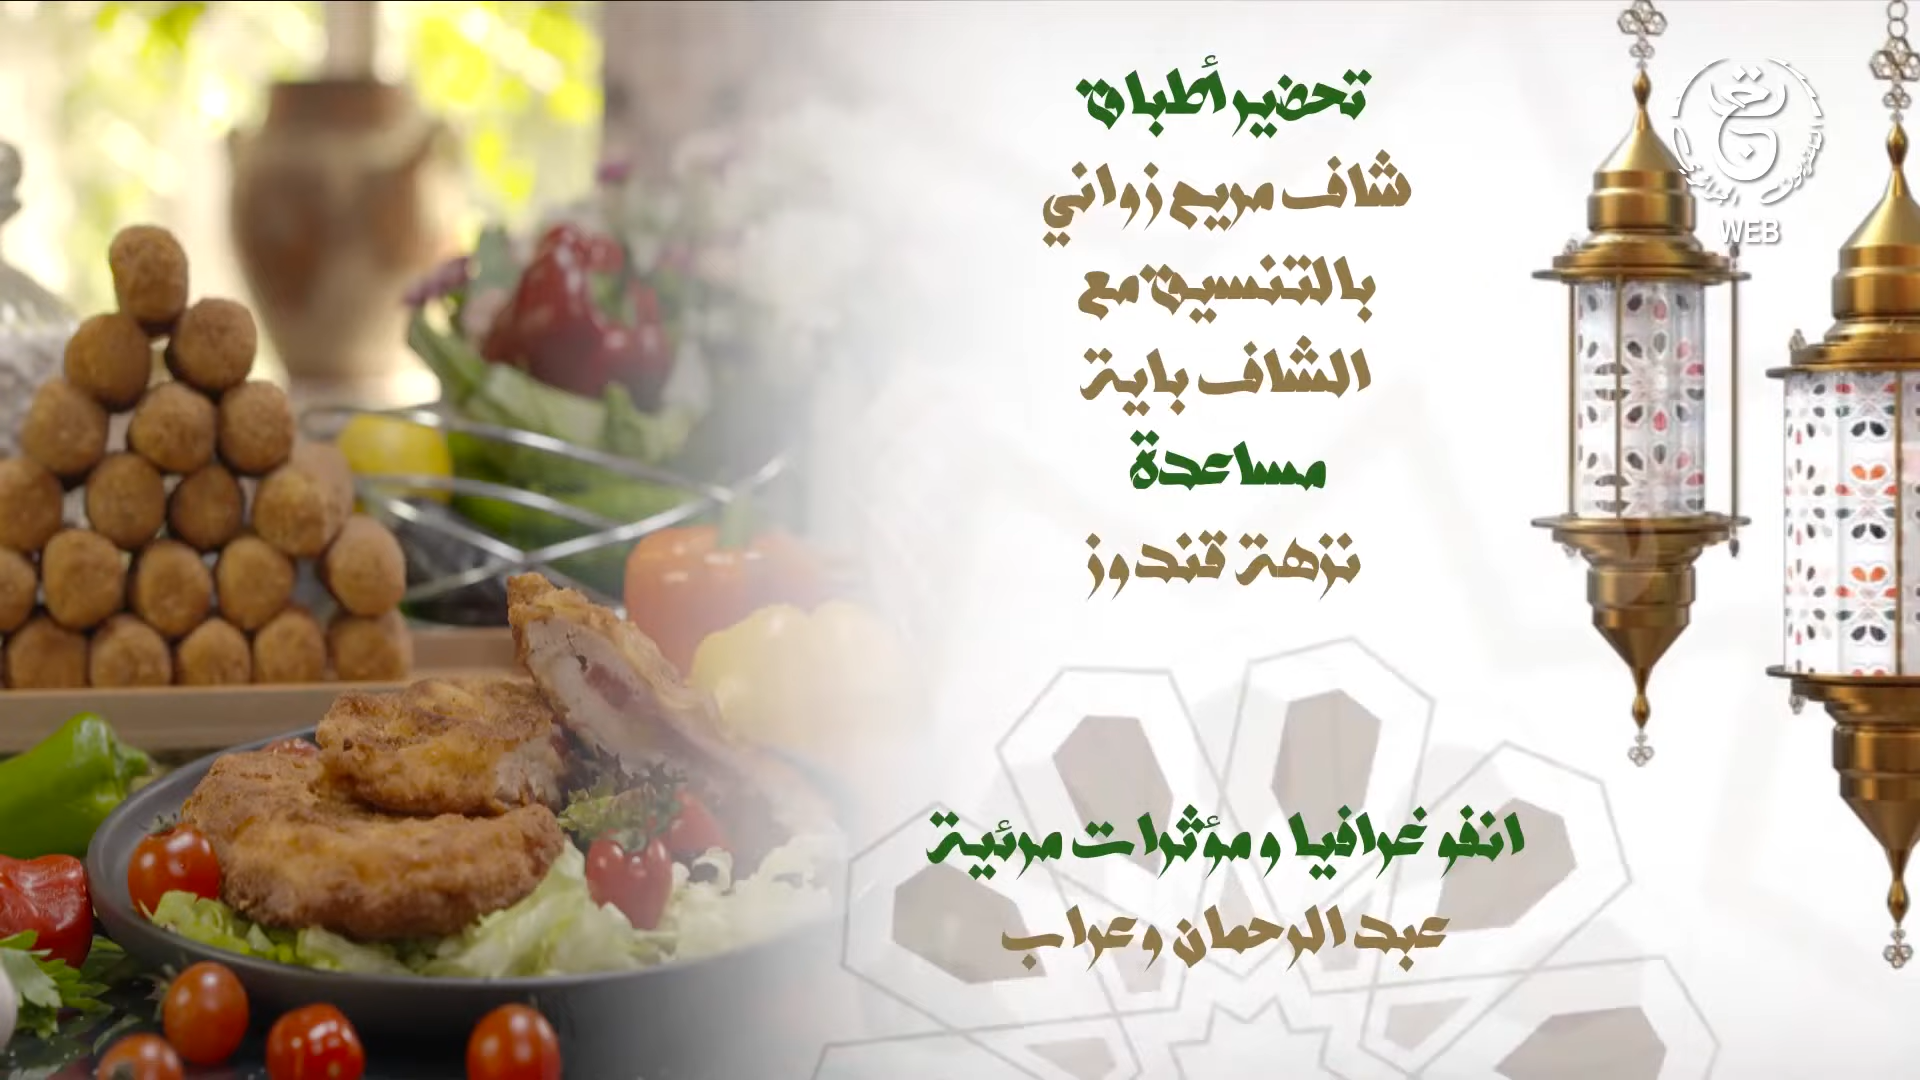 تحضير أطباق
شاف مريم زواني
بالتنسيق مع
الشاف باية
مساعدة
نزهة قندوز
انفو غرافيا و مؤثرات مرئية
عبد الرحمان وعراب
WEB